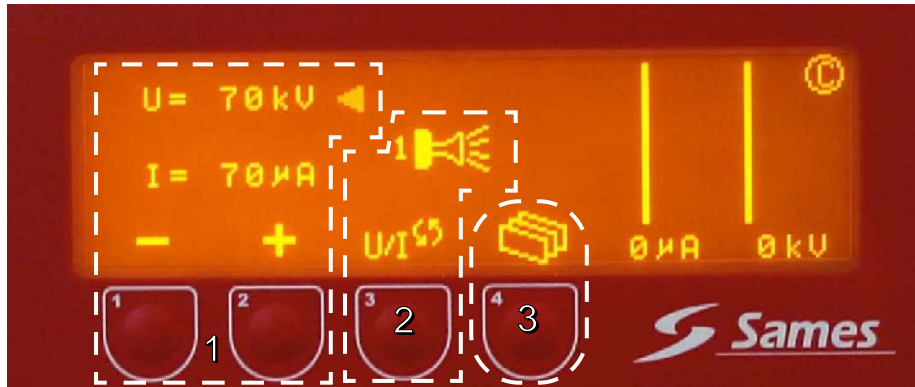 U= 70kV
1
I= 70µA
- +
U/I
0µA 0kV
©
1 2 3 4
1 2 3
Sames